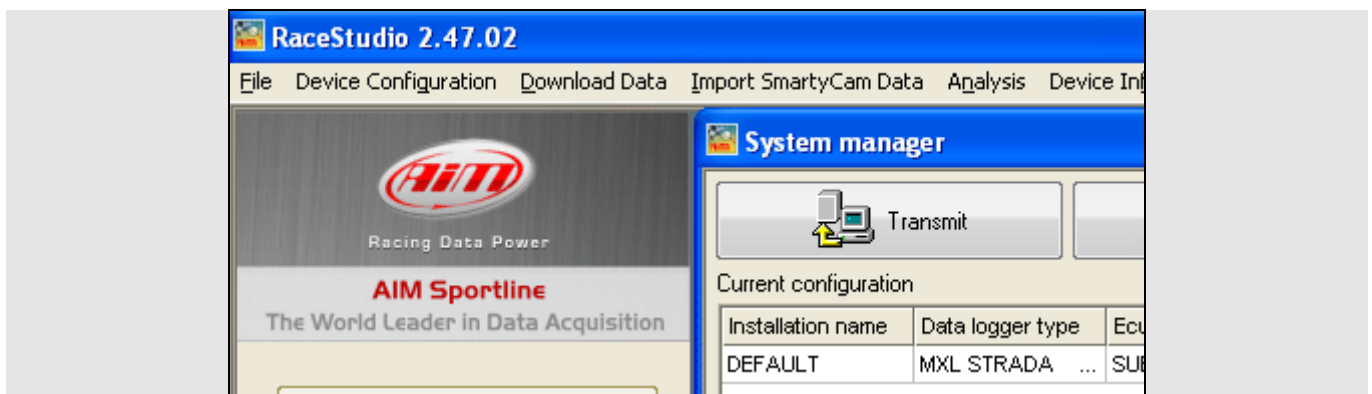 RaceStudio 2.47.02
File Device Configuration Download Data Import SmartyCam Data Analysis Device
System manager
AiM
Transmit
Racing Data Power
AIM Sportline
The World Leader in Data Acquisition
Current configuration
Installation name Data logger type
DEFAULT MXL STRADA ...